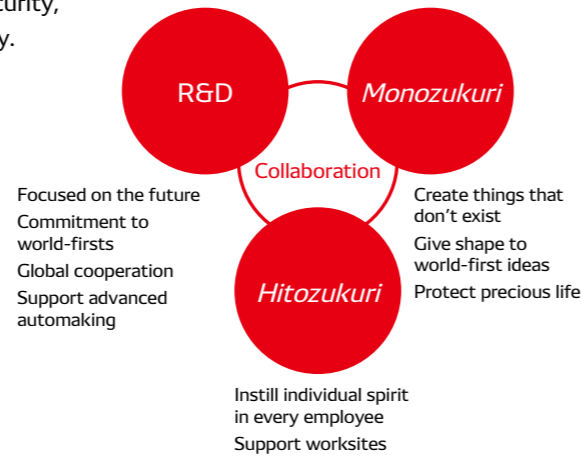 R&D
Monozukuri
Collaboration
Focused on the future
Commitment to
world-firsts
Global cooperation
Support advanced
automaking
Create things that
don't exist
Give shape to
world-first ideas
Protect precious life
Hitozukuri
Instill individual spirit
in every employee
Support worksites